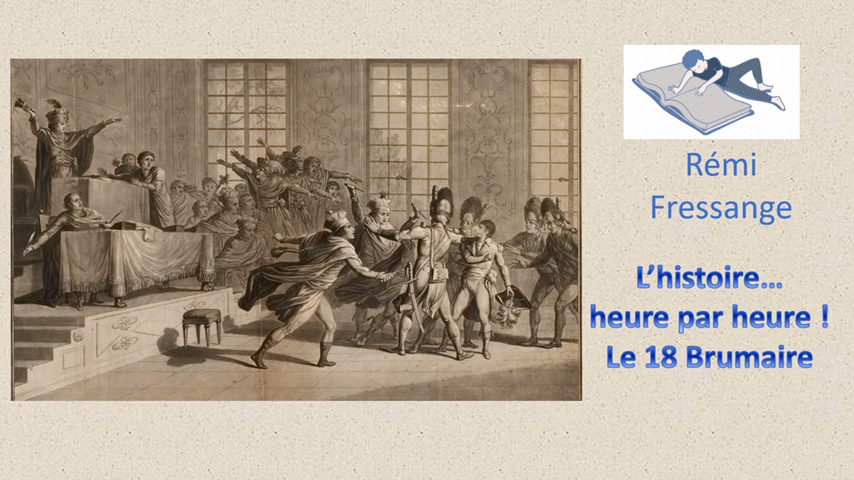 Rémi
Fressange
L’histoire…
heure par heure !
Le 18 Brumaire